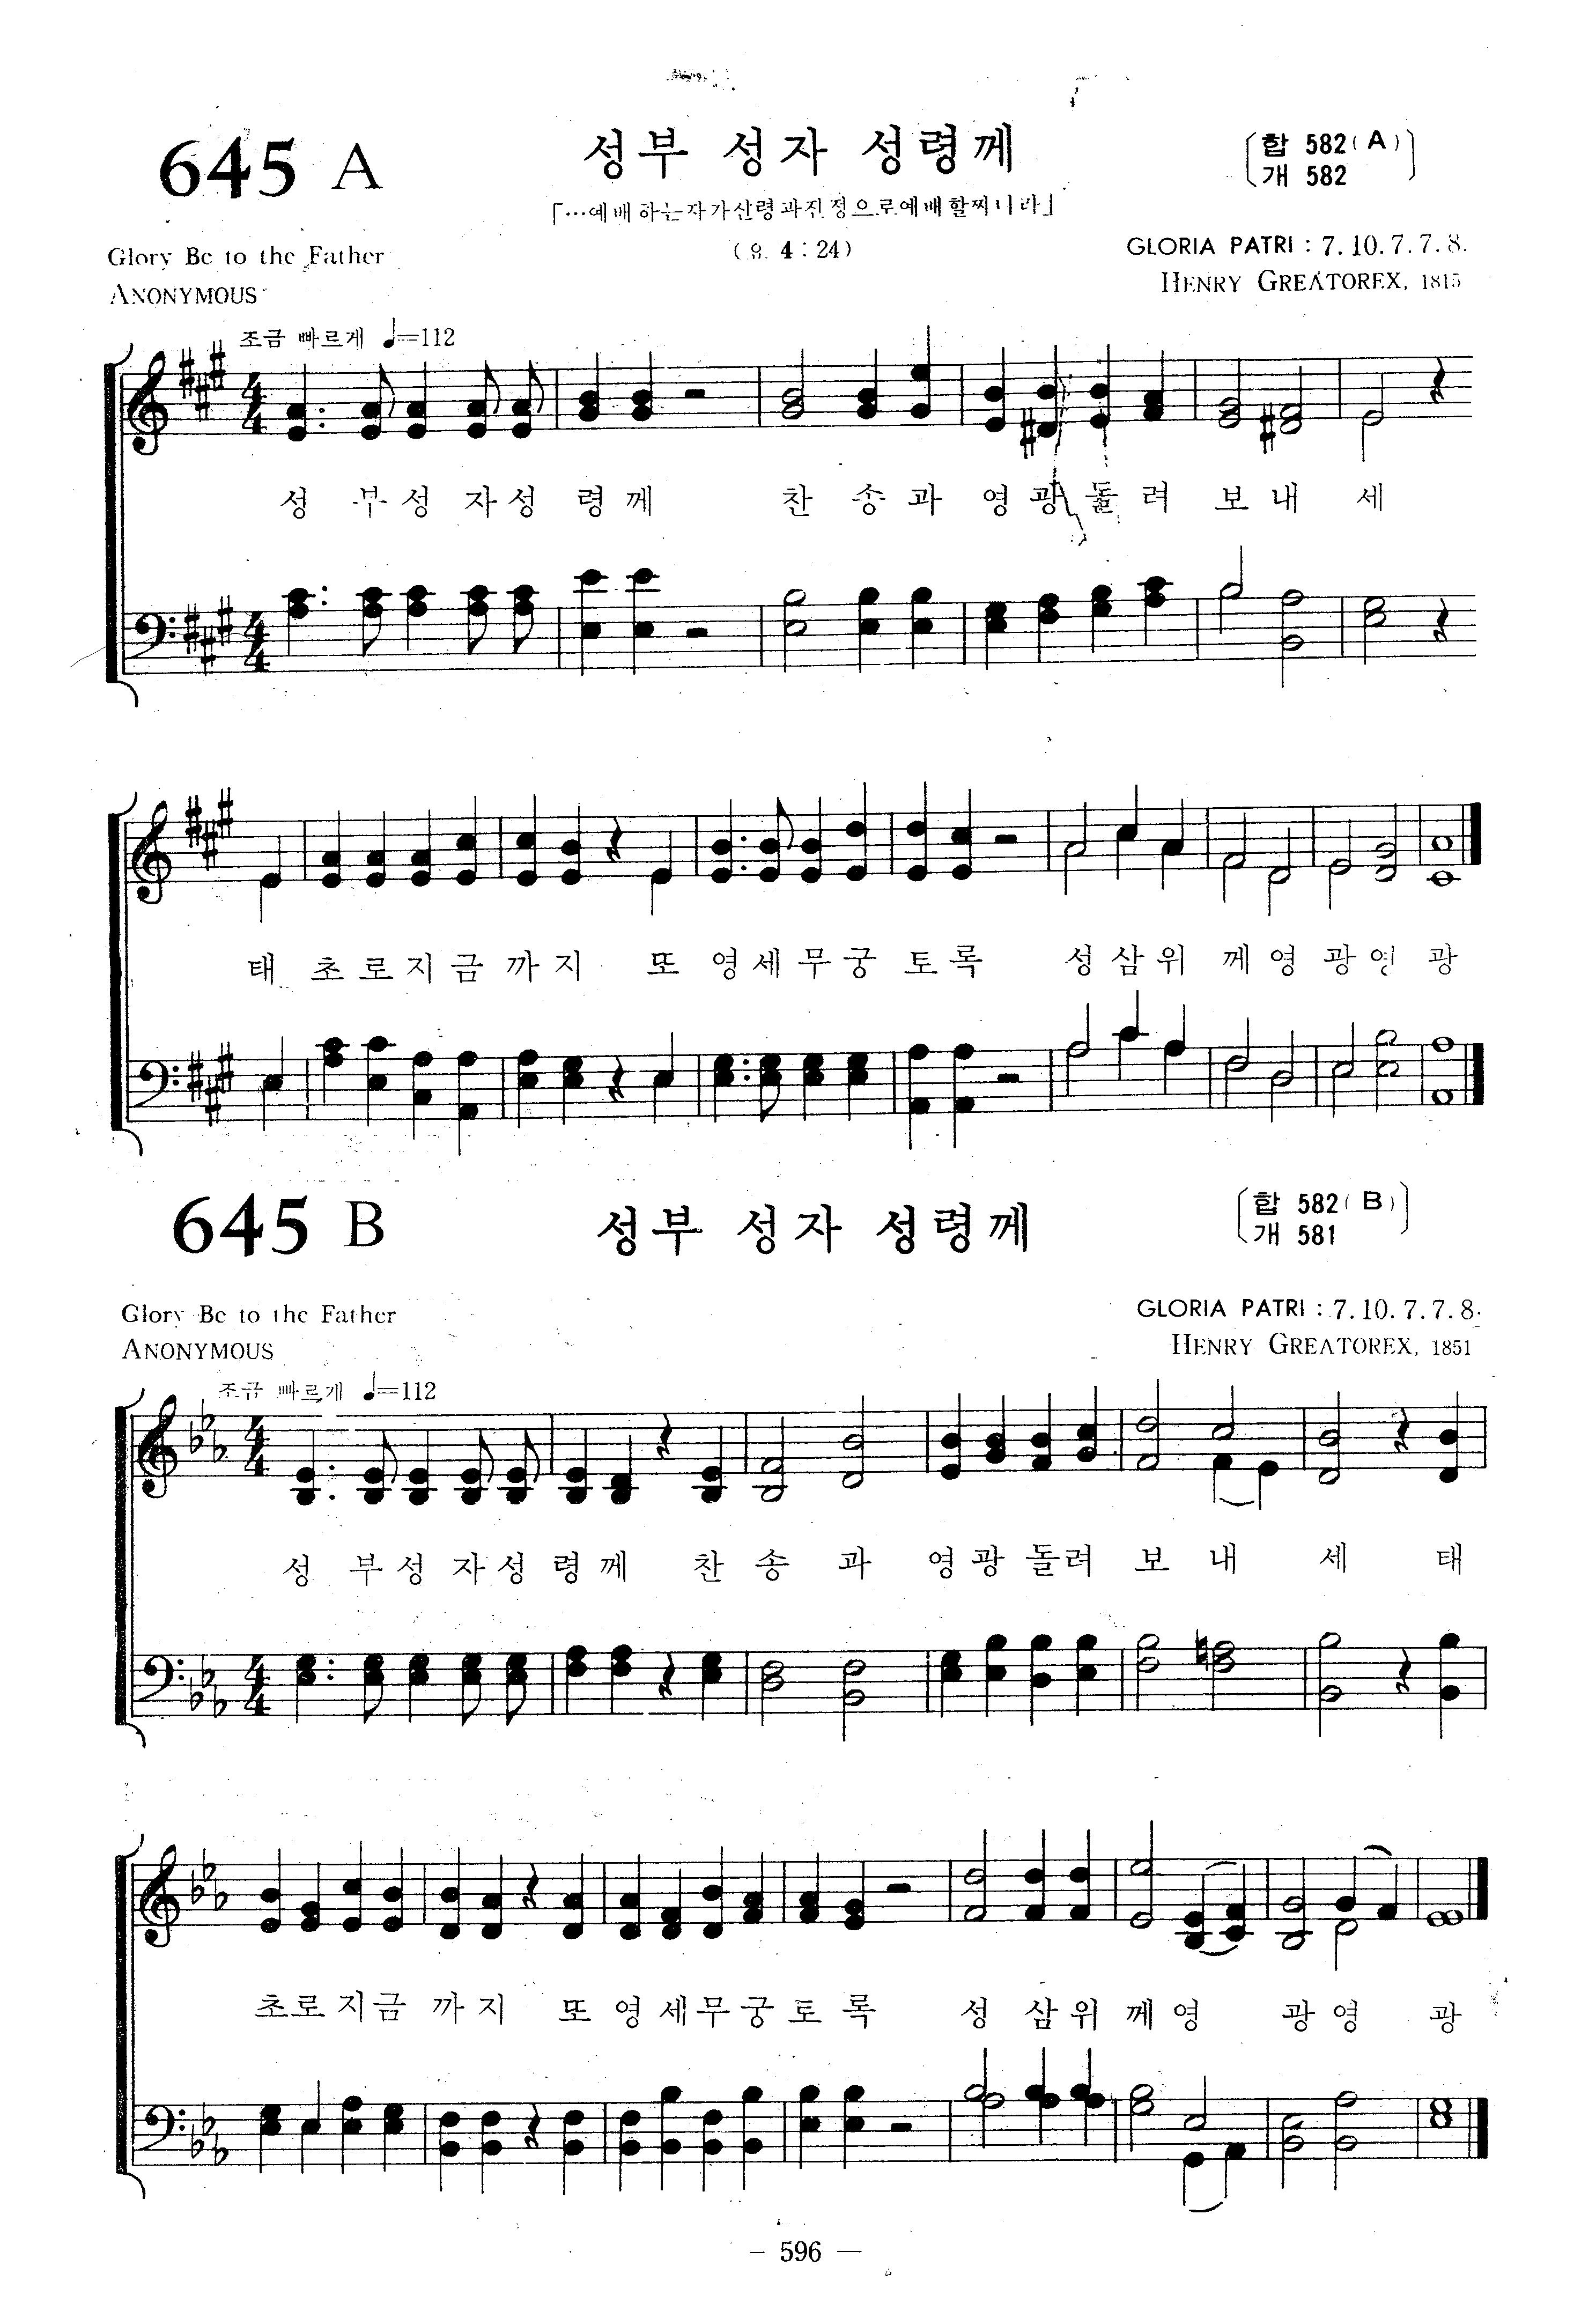 645 A
성부 성자 성령께
합 582(A)
개 582
「…예배하는자가산령과진정으로예배할찌니라」
(요 4:24)
Glory Be to the Father
ANONYMOUS
GLORIA PATRI : 7. 10. 7. 7. 8.
HENRY GREATOREX, 1815
조금 빠르게 ♩=112
성 부 성 자 성 령 께 찬 송 과 영 광 돌 려 보 내 세
태 초 로 지 금 까 지 또 영 세 무 궁 토 록 성 삼 위 께 영 광 영 광
645 B
성부 성자 성령께
합 582(B)
개 581
Glory Be to the Father
ANONYMOUS
GLORIA PATRI : 7. 10. 7. 7. 8.
HENRY GREATOREX, 1851
조금 빠르게 ♩=112
성 부 성 자 성 령 께 찬 송 과 영 광 돌 려 보 내 세 태
초 로 지 금 까 지 또 영 세 무 궁 토 록 성 삼 위 께 영 광 영 광
– 596 —